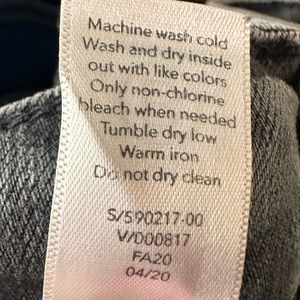 Machine wash cold
Wash and dry inside
out with like colors
Only non-chlorine
bleach when needed
Tumble dry low
Warm iron
Do not dry clean
S/590217-00
V/000817
FA20
04/20